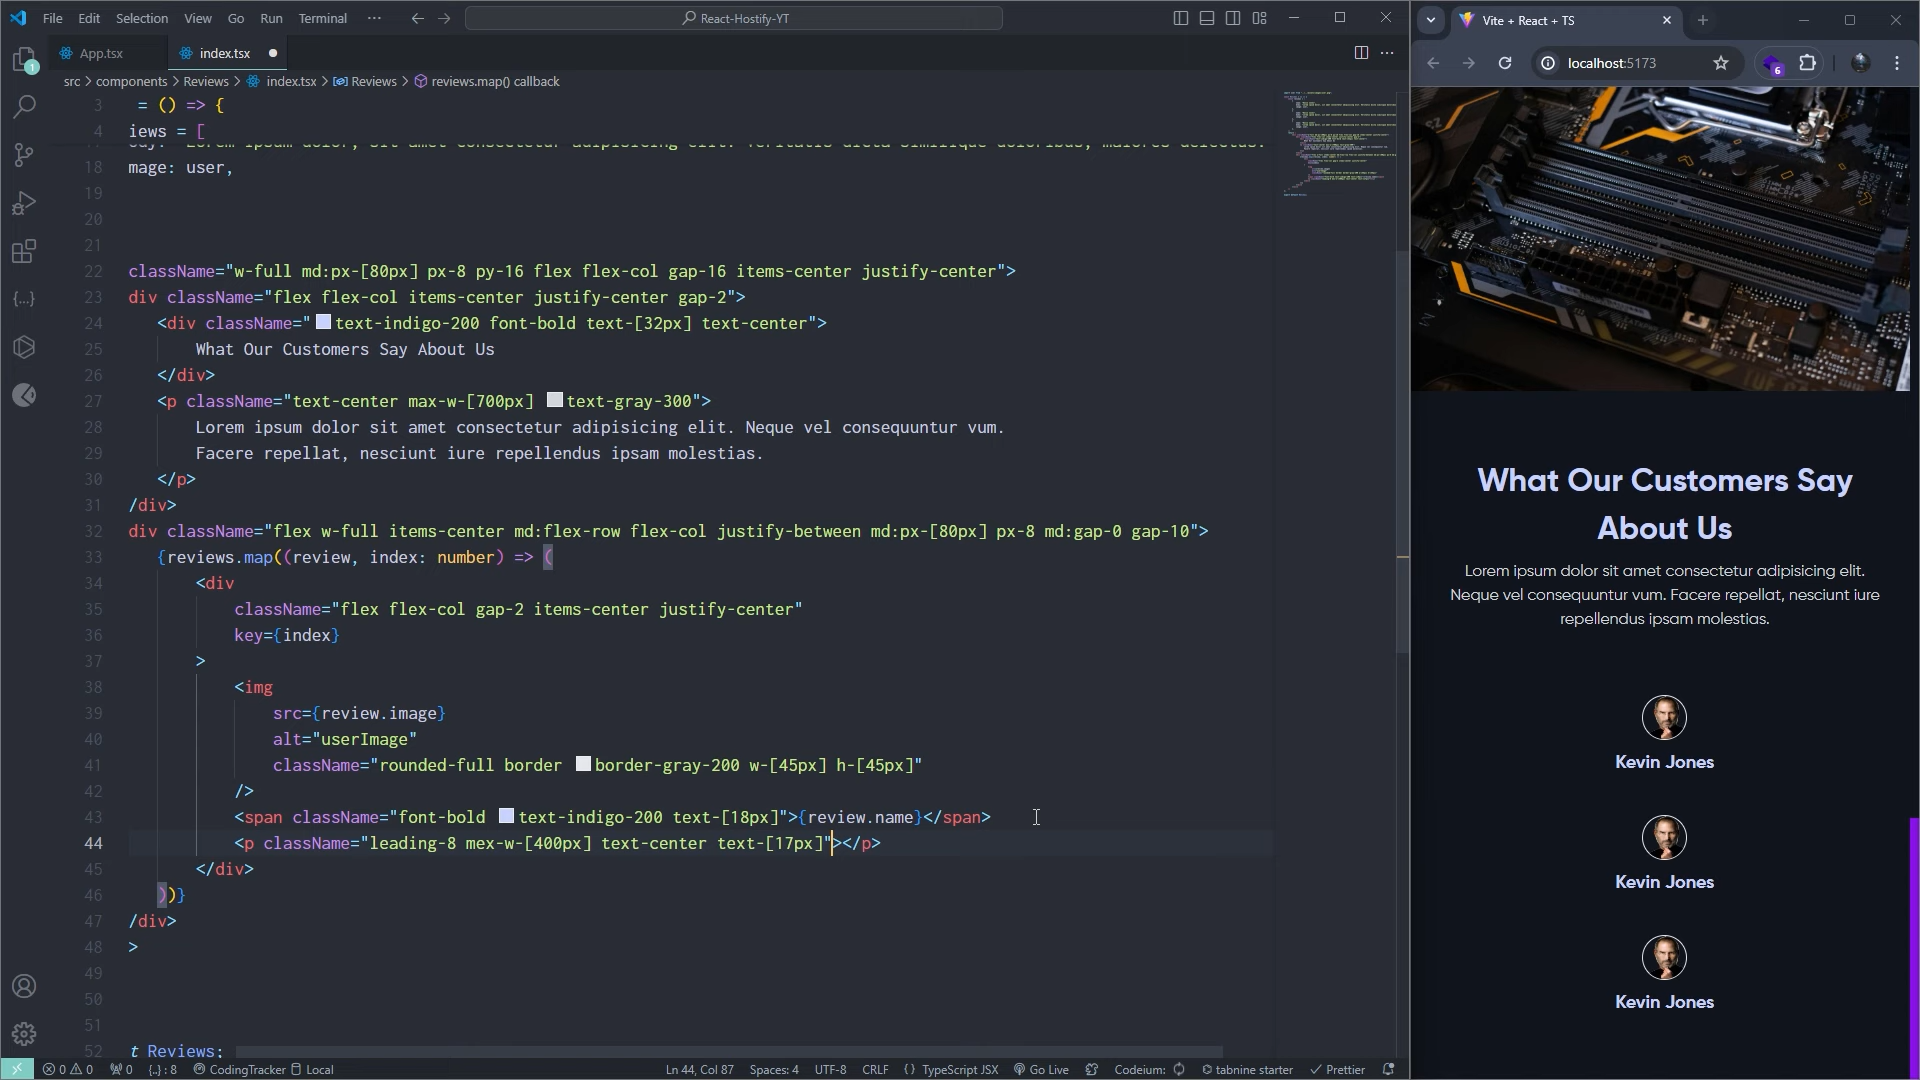 File Edit Selection View Go Run Terminal ··· React-Hostify-YT
App.tsx index.tsx
src > components > Reviews > index.tsx > Reviews > reviews.map() callback
3 = () => {
4 iews = [
18 mage: user,
19
20
21
22 className="w-full md:px-[80px] px-8 py-16 flex flex-col gap-16 items-center justify-center">
23 div className="flex flex-col items-center justify-center gap-2">
24 <div className="text-indigo-200 font-bold text-[32px] text-center">
25 What Our Customers Say About Us
26 </div>
27 <p className="text-center max-w-[700px] text-gray-300">
28 Lorem ipsum dolor sit amet consectetur adipisicing elit. Neque vel consequuntur vum.
29 Facere repellat, nesciunt iure repellendus ipsam molestias.
30 </p>
31 /div>
32 div className="flex w-full items-center md:flex-row flex-col justify-between md:px-[80px] px-8 md:gap-0 gap-10">
33 {reviews.map((review, index: number) => (
34 <div
35 className="flex flex-col gap-2 items-center justify-center"
36 key={index}
37 >
38 <img
39 src={review.image}
40 alt="userImage"
41 className="rounded-full border border-gray-200 w-[45px] h-[45px]"
42 />
43 <span className="font-bold text-indigo-200 text-[18px]">{review.name}</span>
44 <p className="leading-8 mex-w-[400px] text-center text-[17px]"></p>
45 </div>
46 ))}
47 /div>
48 >
49
50
51
52 t Reviews;
1
0 0 0 {..}: 8 CodingTracker Local Ln 44, Col 87 Spaces: 4 UTF-8 CRLF {} TypeScript JSX Go Live Codeium: tabnine starter Prettier
Vite + React + TS
localhost:5173
6
What Our Customers Say
About Us
Lorem ipsum dolor sit amet consectetur adipisicing elit.
Neque vel consequuntur vum. Facere repellat, nesciunt iure
repellendus ipsam molestias.
Kevin Jones
Kevin Jones
Kevin Jones